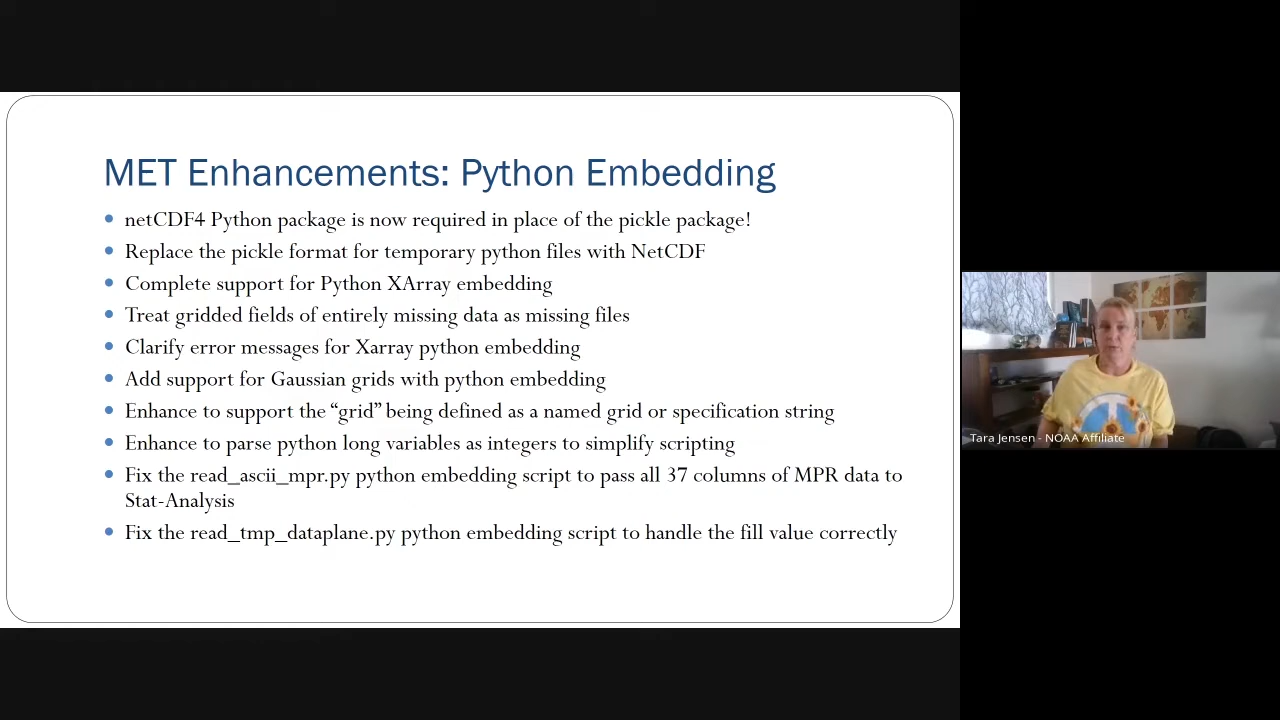 MET Enhancements: Python Embedding
netCDF4 Python package is now required in place of the pickle package!
Replace the pickle format for temporary python files with NetCDF
Complete support for Python XArray embedding
Treat gridded fields of entirely missing data as missing files
Clarify error messages for Xarray python embedding
Add support for Gaussian grids with python embedding
Enhance to support the “grid” being defined as a named grid or specification string
Enhance to parse python long variables as integers to simplify scripting
Fix the read_ascii_mpr.py python embedding script to pass all 37 columns of MPR data to
Stat-Analysis
Fix the read_tmp_dataplane.py python embedding script to handle the fill value correctly
Tara Jensen - NOAA Affiliate